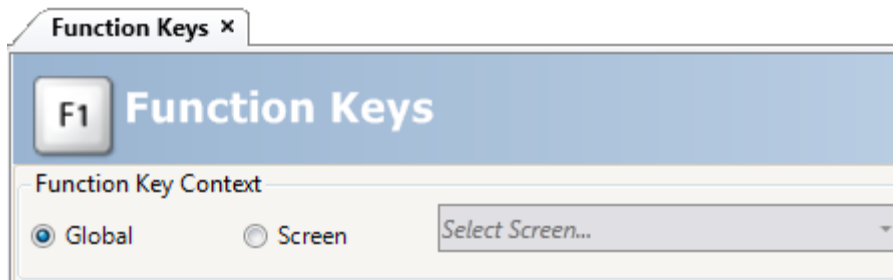 Function Keys ×
F1 Function Keys
Function Key Context
Global Screen Select Screen...